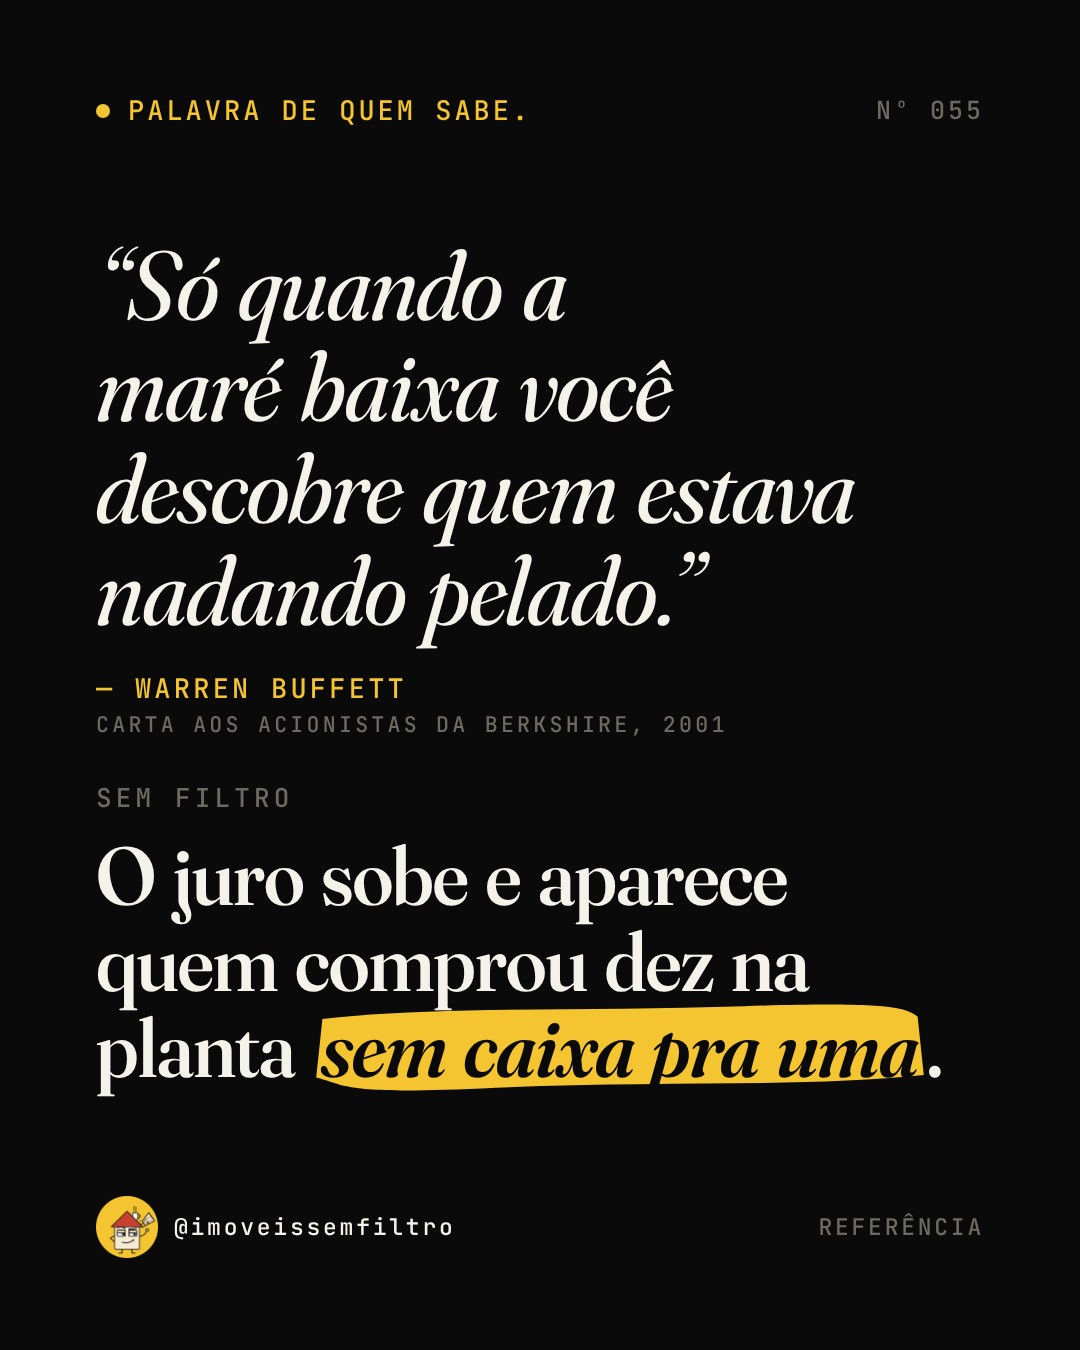 PALAVRA DE QUEM SABE.
Nº 055
“Só quando a
maré baixa você
descobre quem estava
nadando pelado.”
— WARREN BUFFETT
CARTA AOS ACIONISTAS DA BERKSHIRE, 2001
SEM FILTRO
O juro sobe e aparece
quem comprou dez na
planta sem caixa pra uma.
@imoveissemfiltro
REFERÊNCIA